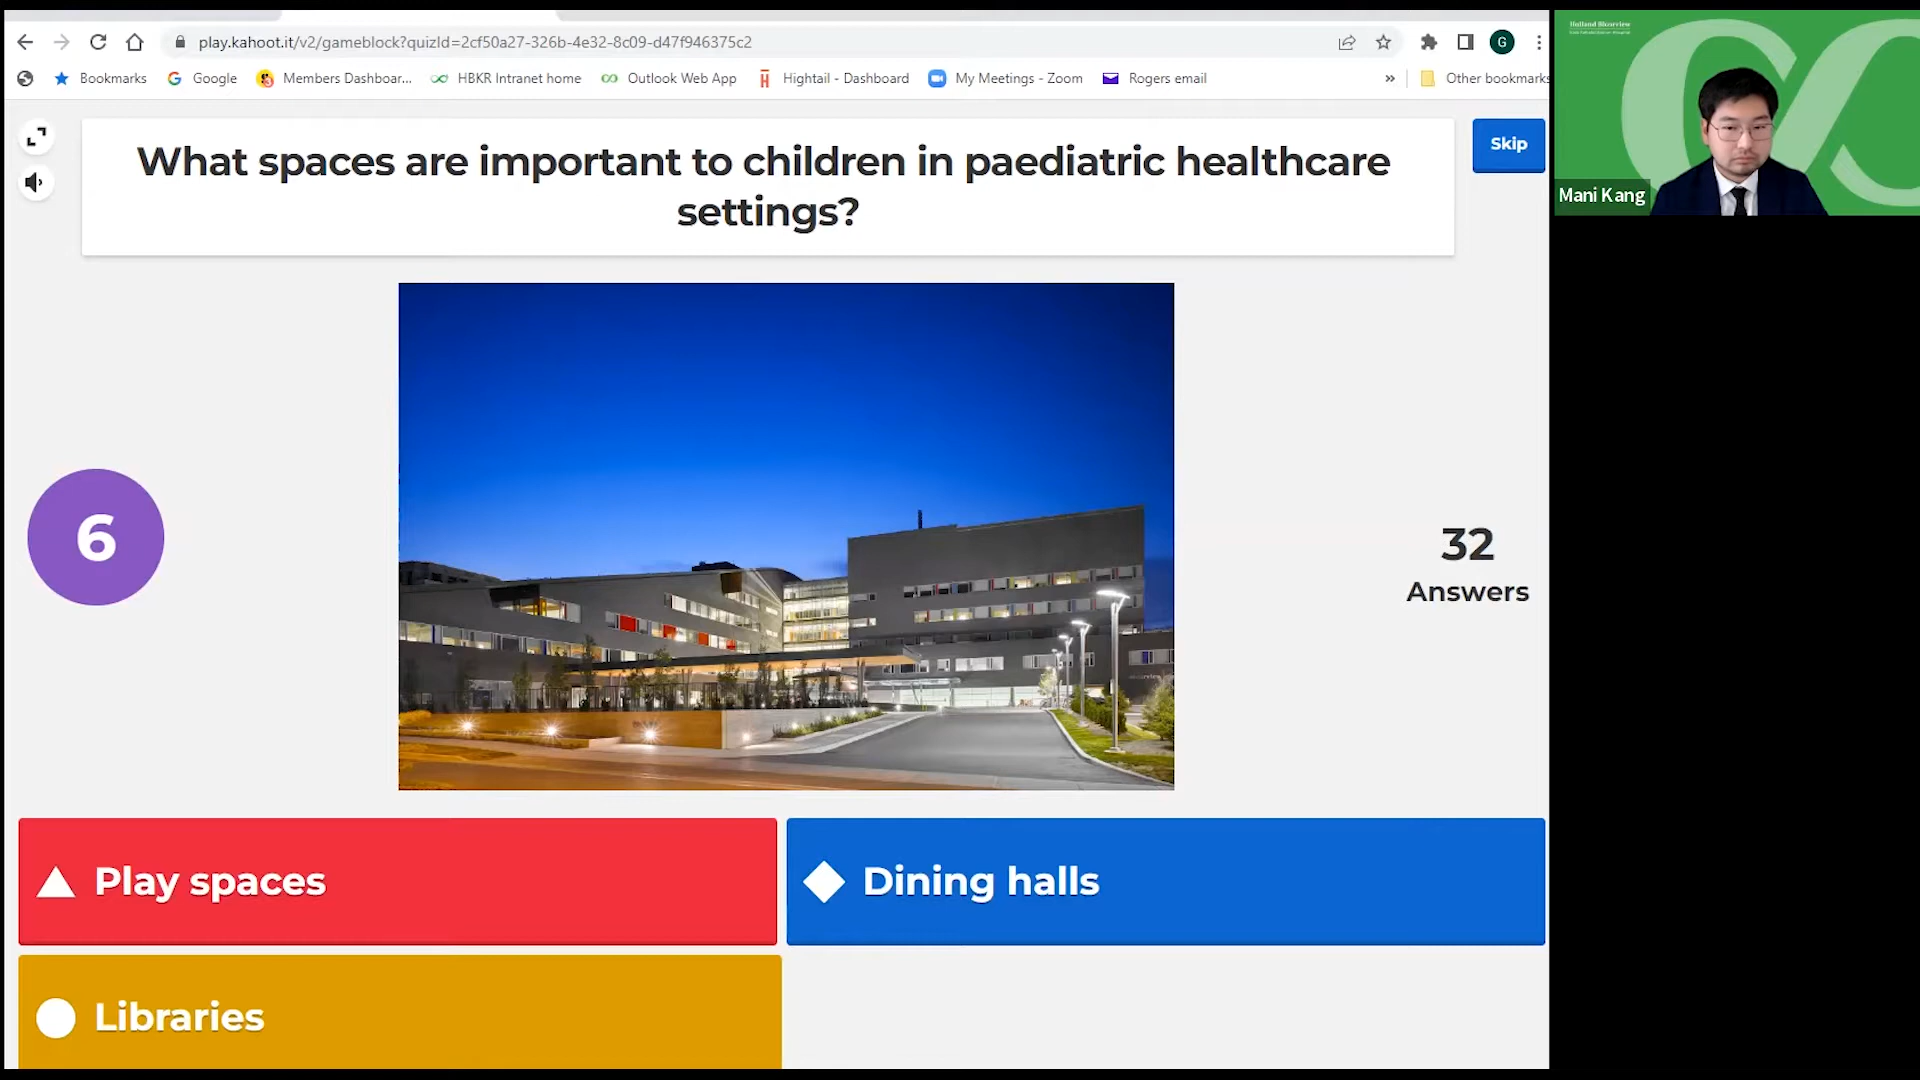 play.kahoot.it/v2/gameblock?quizId=2cf50a27-326b-4e32-8c09-d47f946375c2
G
Bookmarks
Google
Members Dashboar...
HBKR Intranet home
Outlook Web App
Hightail - Dashboard
My Meetings - Zoom
Rogers email
»
Other bookmarks
What spaces are important to children in paediatric healthcare
settings?
Skip
6
32
Answers
Play spaces
Dining halls
Libraries
Holland Bloorview
Mani Kang